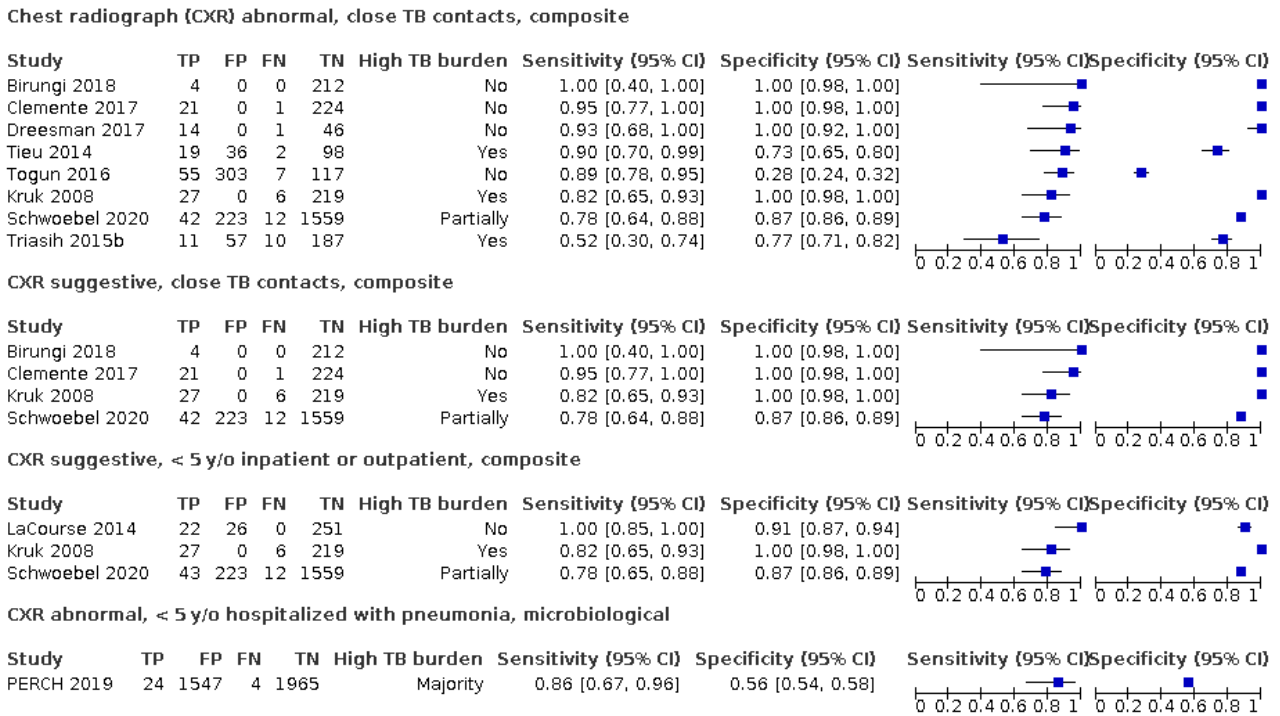 Chest radiograph (CXR) abnormal, close TB contacts, composite
Study TP FP FN TN High TB burden Sensitivity (95% CI) Specificity (95% CI) Sensitivity (95% CI) Specificity (95% CI)
Birungi 2018 4 0 0 212 No 1.00 [0.40, 1.00] 1.00 [0.98, 1.00]
Clemente 2017 21 0 1 224 No 0.95 [0.77, 1.00] 1.00 [0.98, 1.00]
Dreesman 2017 14 0 1 46 No 0.93 [0.68, 1.00] 1.00 [0.92, 1.00]
Tieu 2014 19 36 2 98 Yes 0.90 [0.70, 0.99] 0.73 [0.65, 0.80]
Togun 2016 55 303 7 117 No 0.89 [0.78, 0.95] 0.28 [0.24, 0.32]
Kruk 2008 27 0 6 219 Yes 0.82 [0.65, 0.93] 1.00 [0.98, 1.00]
Schwoebel 2020 42 223 12 1559 Partially 0.78 [0.64, 0.88] 0.87 [0.86, 0.89]
Triasih 2015b 11 57 10 187 Yes 0.52 [0.30, 0.74] 0.77 [0.71, 0.82]
0 0.2 0.4 0.6 0.8 1 0 0.2 0.4 0.6 0.8 1
CXR suggestive, close TB contacts, composite
Study TP FP FN TN High TB burden Sensitivity (95% CI) Specificity (95% CI) Sensitivity (95% CI) Specificity (95% CI)
Birungi 2018 4 0 0 212 No 1.00 [0.40, 1.00] 1.00 [0.98, 1.00]
Clemente 2017 21 0 1 224 No 0.95 [0.77, 1.00] 1.00 [0.98, 1.00]
Kruk 2008 27 0 6 219 Yes 0.82 [0.65, 0.93] 1.00 [0.98, 1.00]
Schwoebel 2020 42 223 12 1559 Partially 0.78 [0.64, 0.88] 0.87 [0.86, 0.89]
0 0.2 0.4 0.6 0.8 1 0 0.2 0.4 0.6 0.8 1
CXR suggestive, < 5 y/o inpatient or outpatient, composite
Study TP FP FN TN High TB burden Sensitivity (95% CI) Specificity (95% CI) Sensitivity (95% CI) Specificity (95% CI)
LaCourse 2014 22 26 0 251 No 1.00 [0.85, 1.00] 0.91 [0.87, 0.94]
Kruk 2008 27 0 6 219 Yes 0.82 [0.65, 0.93] 1.00 [0.98, 1.00]
Schwoebel 2020 43 223 12 1559 Partially 0.78 [0.65, 0.88] 0.87 [0.86, 0.89]
0 0.2 0.4 0.6 0.8 1 0 0.2 0.4 0.6 0.8 1
CXR abnormal, < 5 y/o hospitalized with pneumonia, microbiological
Study TP FP FN TN High TB burden Sensitivity (95% CI) Specificity (95% CI) Sensitivity (95% CI) Specificity (95% CI)
PERCH 2019 24 1547 4 1965 Majority 0.86 [0.67, 0.96] 0.56 [0.54, 0.58]
0 0.2 0.4 0.6 0.8 1 0 0.2 0.4 0.6 0.8 1